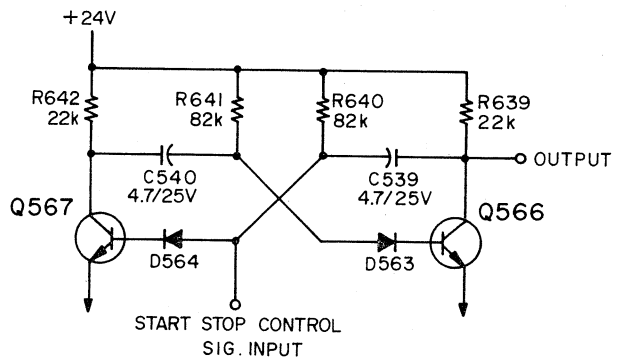 +24V
R642
22k
R641
82k
R640
82k
R639
22k
C540
4.7/25V
C539
4.7/25V
OUTPUT
Q567
Q566
D564
D563
START STOP CONTROL
SIG. INPUT